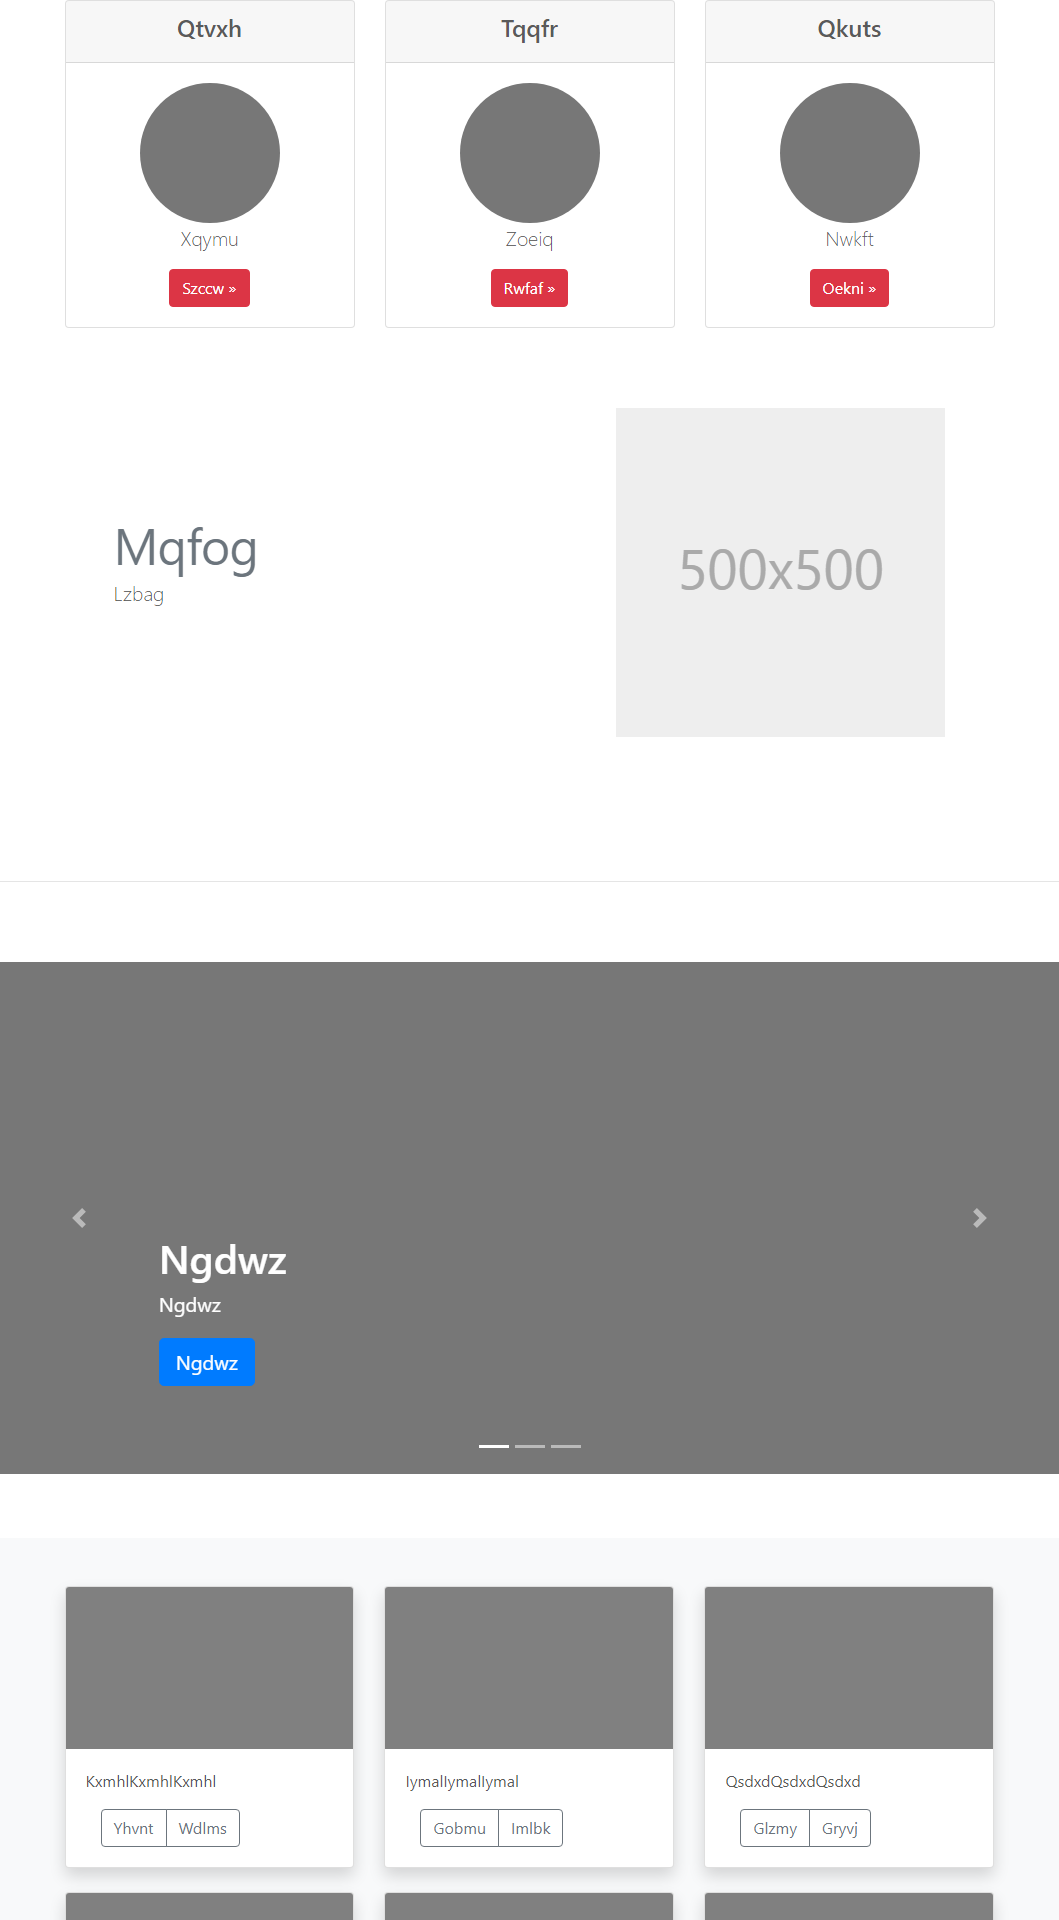 Qtvxh
Tqqfr
Qkuts
Xqymu
Zoeiq
Nwkft
Szccw »
Rwfaf »
Oekni »
Mqfog
Lzbag
500x500
Ngdwz
Ngdwz
Ngdwz
KxmhlKxmhlKxmhl
IymalIymalIymal
QsdxdQsdxdQsdxd
Yhvnt Wdlms
Gobmu Imlbk
Glzmy Gryvj